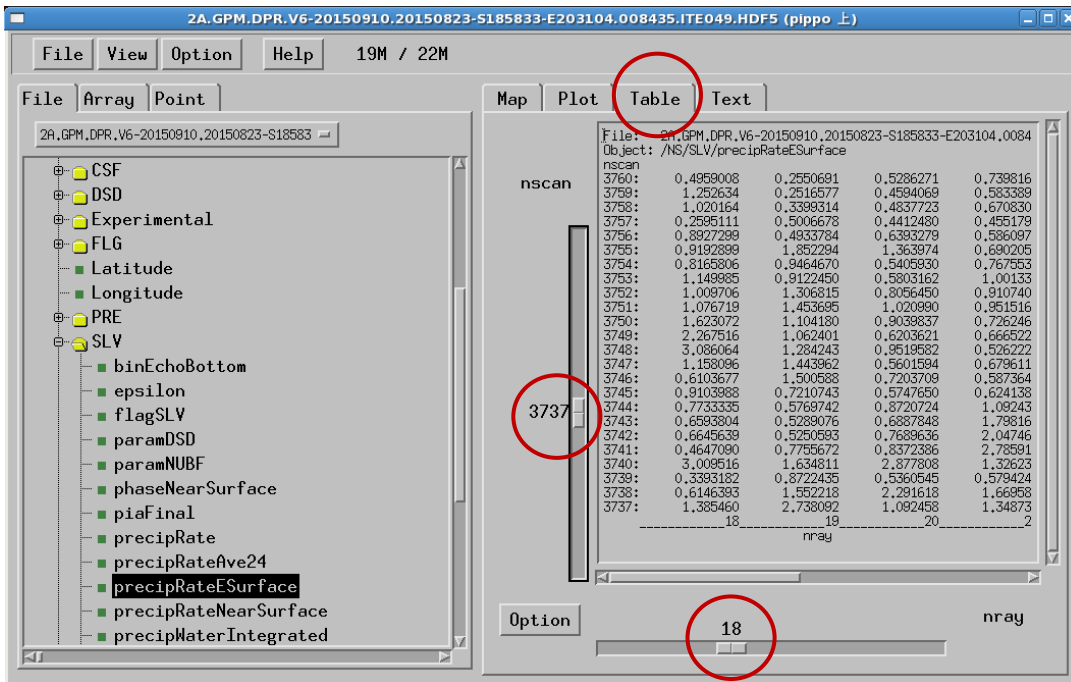 2A.GPM.DPR.V6-20150910.20150823-S185833-E203104.008435.ITE049.HDF5 (pippo 上)
File View Option Help 19M / 22M
File Array Point
2A.GPM.DPR.V6-20150910.20150823-S18583
CSF
DSD
Experimental
FLG
Latitude
Longitude
PRE
SLV
binEchoBottom
epsilon
flagSLV
paramDSD
paramNUBF
phaseNearSurface
piaFinal
precipRate
precipRateAve24
precipRateESurface
precipRateNearSurface
precipWaterIntegrated
Map Plot Table Text
nscan
3737
File: 2A.GPM.DPR.V6-20150910.20150823-S185833-E203104.0084
Object: /NS/SLV/precipRateESurface
nscan
3760: 0.4959008 0.2550691 0.5286271 0.739816
3759: 1.252634 0.2516577 0.4594069 0.583389
3758: 1.020164 0.3399314 0.4837723 0.670830
3757: 0.2595111 0.5006678 0.4412480 0.455179
3756: 0.8927299 0.4933784 0.6393279 0.586097
3755: 0.9192899 1.852294 1.363974 0.690205
3754: 0.8165806 0.9464670 0.5405930 0.767553
3753: 1.149985 0.9122450 0.5803162 1.00133
3752: 1.009706 1.306815 0.8056450 0.910740
3751: 1.076719 1.453695 1.020990 0.951516
3750: 1.623072 1.104180 0.9039837 0.726246
3749: 2.267516 1.062401 0.6203621 0.666522
3748: 3.086064 1.284243 0.9519582 0.526222
3747: 1.158096 1.443962 0.5601594 0.679611
3746: 0.6103677 1.500588 0.7203709 0.587364
3745: 0.9103988 0.7210743 0.5747650 0.624138
3744: 0.7733335 0.5769742 0.8720724 1.09243
3743: 0.6593804 0.5289076 0.6887848 1.79816
3742: 0.6645639 0.5250593 0.7689636 2.04746
3741: 0.4647090 0.7755672 0.8372386 2.78591
3740: 3.009516 1.634811 2.877808 1.32623
3739: 0.3393182 0.8722435 0.5360545 0.579424
3738: 0.6146393 1.552218 2.291618 1.66958
3737: 1.385460 2.738092 1.092458 1.34873
18 19 20 2
nray
Option
18
nray